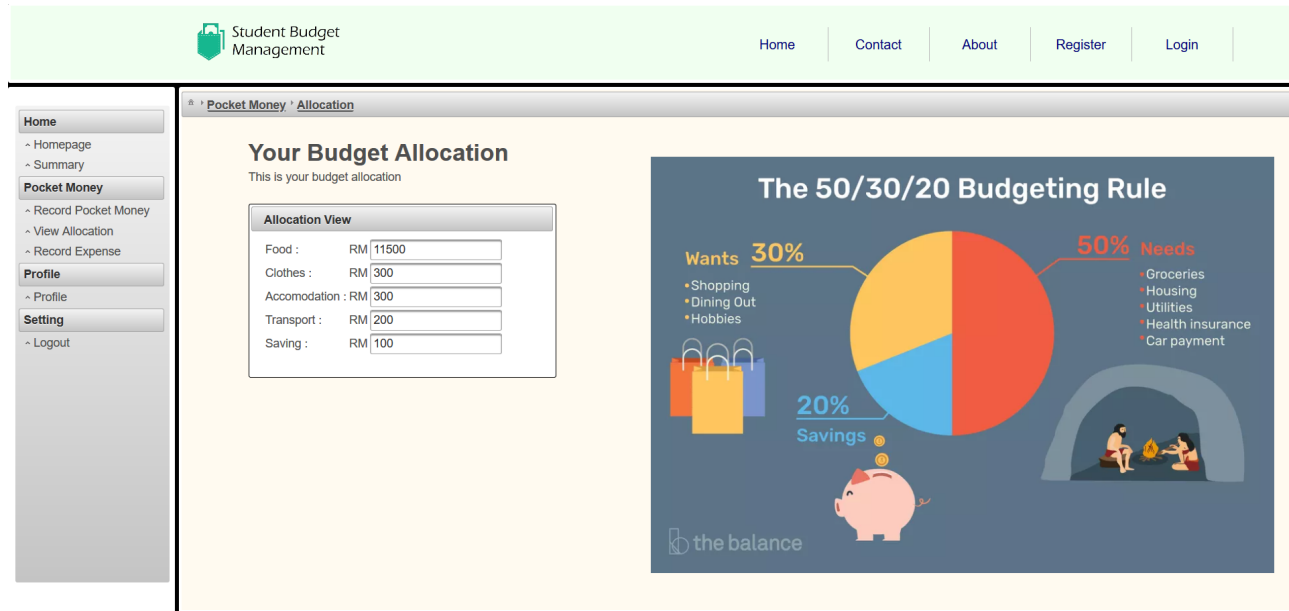 Student Budget
Management
Home
Contact
About
Register
Login
Home
Homepage
Summary
Pocket Money
Record Pocket Money
View Allocation
Record Expense
Profile
Profile
Setting
Logout
Pocket Money Allocation
Your Budget Allocation
This is your budget allocation
Allocation View
Food : RM 11500
Clothes : RM 300
Accomodation : RM 300
Transport : RM 200
Saving : RM 100
The 50/30/20 Budgeting Rule
Wants 30%
•Shopping
•Dining Out
•Hobbies
50% Needs
•Groceries
•Housing
•Utilities
•Health insurance
•Car payment
20%
Savings
the balance